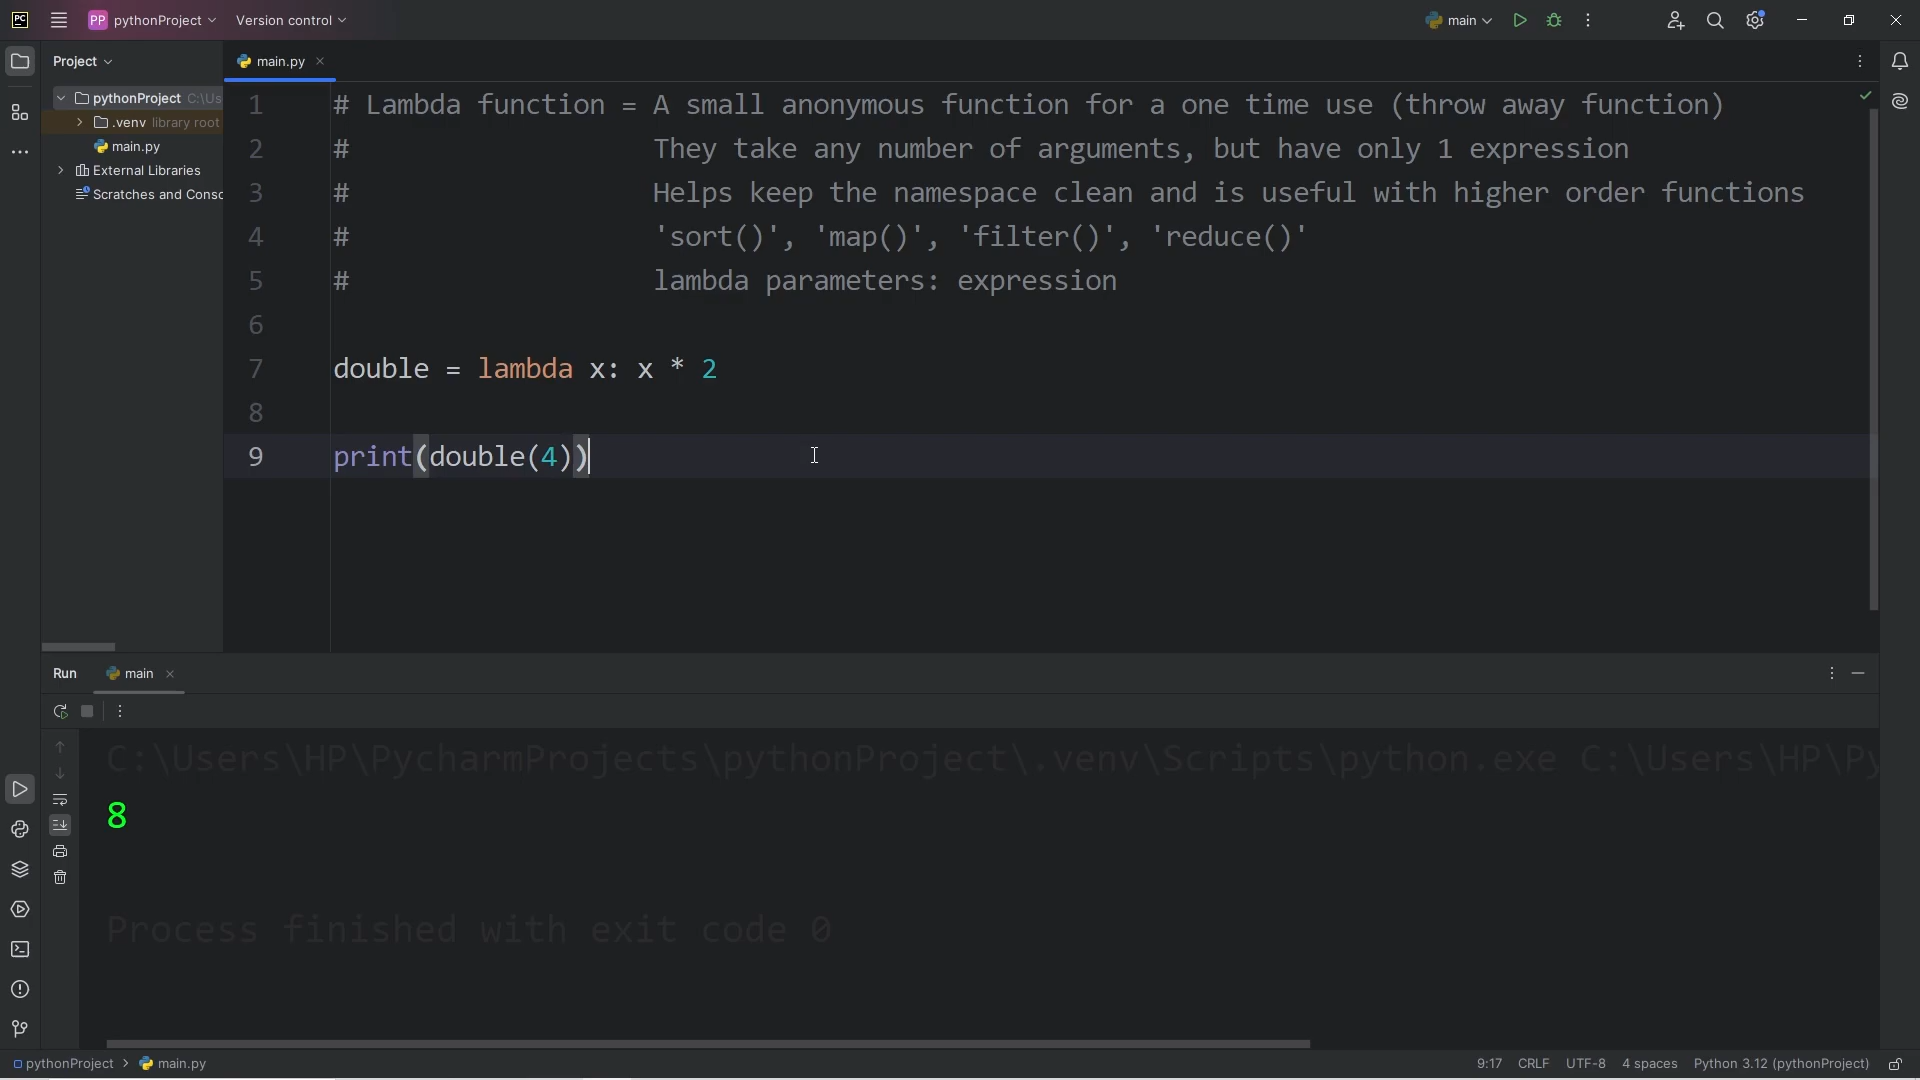 PC PP pythonProject Version control main
Project main.py
pythonProject C:\Us
.venv library root
main.py
External Libraries
Scratches and Conso
1 # Lambda function = A small anonymous function for a one time use (throw away function)
2 # They take any number of arguments, but have only 1 expression
3 # Helps keep the namespace clean and is useful with higher order functions
4 # 'sort()', 'map()', 'filter()', 'reduce()'
5 # lambda parameters: expression
6
7 double = lambda x: x * 2
8
9 print(double(4))
Run main
C:\Users\HP\PycharmProjects\pythonProject\.venv\Scripts\python.exe C:\Users\HP\Py
8
Process finished with exit code 0
pythonProject > main.py 9:17 CRLF UTF-8 4 spaces Python 3.12 (pythonProject)